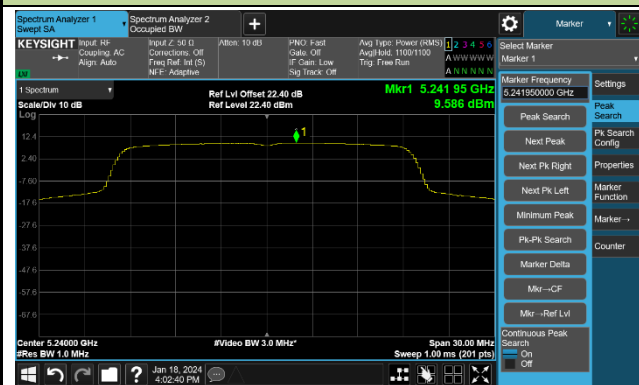 Spectrum Analyzer 1
Swept SA
Spectrum Analyzer 2
Occupied BW
Marker
KEYSIGHT
Input: RF
Coupling: AC
Align: Auto
Input Z: 50 Ω
Corrections: Off
Freq Ref: Int (S)
NFE: Adaptive
Atten: 10 dB
PNO: Fast
Gate: Off
IF Gain: Low
Sig Track: Off
Avg Type: Power (RMS)
Avg|Hold: 1100/1100
Trig: Free Run
1 2 3 4 5 6
A W W W W W
A N N N N N
LXI
Select Marker
Marker 1
1 Spectrum
Scale/Div 10 dB
Log
Ref Lvl Offset 22.40 dB
Ref Level 22.40 dBm
Mkr1 5.241 95 GHz
9.586 dBm
1
12.4
2.40
-7.60
-17.6
-27.6
-37.6
-47.6
-57.6
-67.6
Center 5.24000 GHz
#Res BW 1.0 MHz
#Video BW 3.0 MHz*
Span 30.00 MHz
Sweep 1.00 ms (201 pts)
Marker Frequency
5.241950000 GHz
Peak Search
Next Peak
Next Pk Right
Next Pk Left
Minimum Peak
Pk-Pk Search
Marker Delta
Mkr→CF
Mkr→Ref Lvl
Continuous Peak
Search
On
Off
Settings
Peak
Search
Pk Search
Config
Properties
Marker
Function
Marker→
Counter
?
Jan 18, 2024
4:02:40 PM